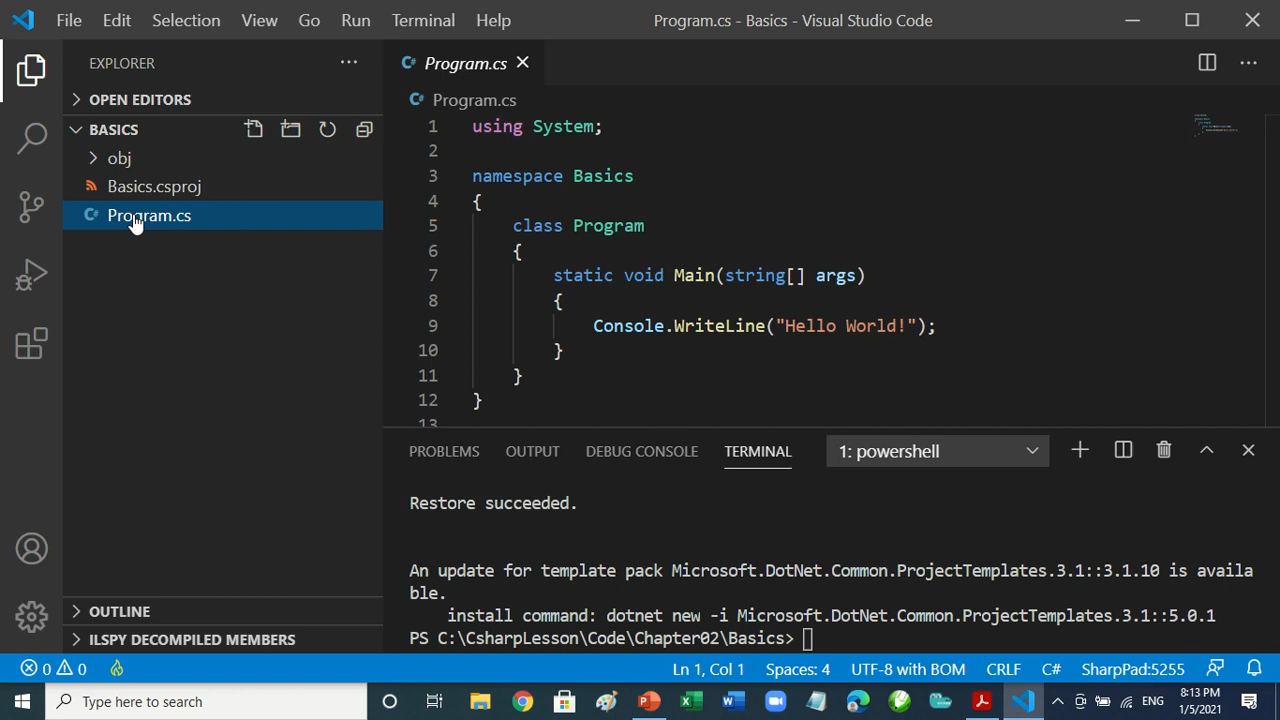 File Edit Selection View Go Run Terminal Help Program.cs - Basics - Visual Studio Code
EXPLORER
OPEN EDITORS
BASICS
obj
Basics.csproj
Program.cs
OUTLINE
ILSPY DECOMPILED MEMBERS
Program.cs
Program.cs
1 using System;
2
3 namespace Basics
4 {
5 class Program
6 {
7 static void Main(string[] args)
8 {
9 Console.WriteLine("Hello World!");
10 }
11 }
12 }
13
PROBLEMS OUTPUT DEBUG CONSOLE TERMINAL 1: powershell
Restore succeeded.
An update for template pack Microsoft.DotNet.Common.ProjectTemplates.3.1::3.1.10 is availa
ble.
install command: dotnet new -i Microsoft.DotNet.Common.ProjectTemplates.3.1::5.0.1
PS C:\CsharpLesson\Code\Chapter02\Basics>
0 0 Ln 1, Col 1 Spaces: 4 UTF-8 with BOM CRLF C# SharpPad:5255
Type here to search ENG 8:13 PM
1/5/2021